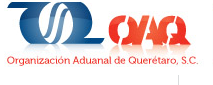 OAQ
Organización Aduanal de Querétaro, S.C.